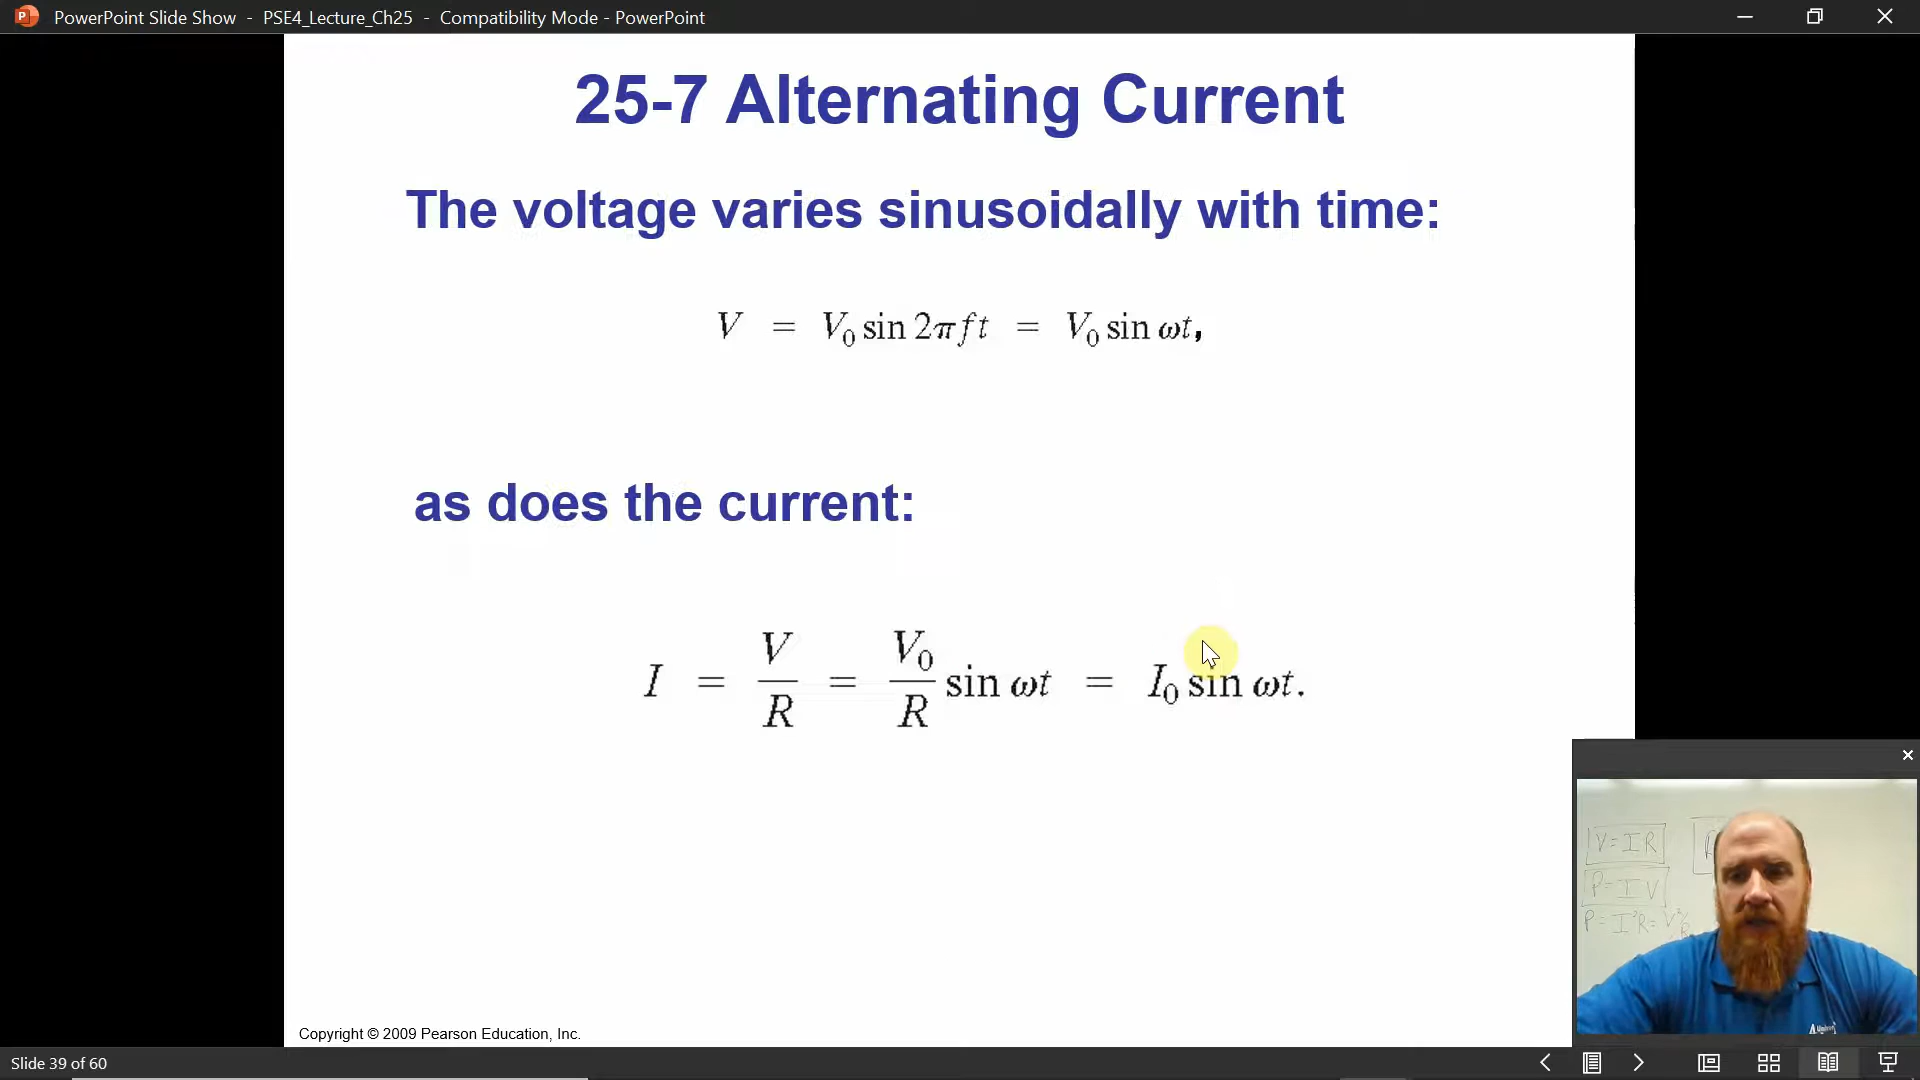 PowerPoint Slide Show - PSE4_Lecture_Ch25 - Compatibility Mode - PowerPoint
25-7 Alternating Current
The voltage varies sinusoidally with time:
V = V₀ sin 2πft = V₀ sin ωt,
as does the current:
I = V/R = V₀/R sin ωt = I₀ sin ωt.
V = IR
P = IV
P = I²R = V²/R
Copyright © 2009 Pearson Education, Inc.
Slide 39 of 60